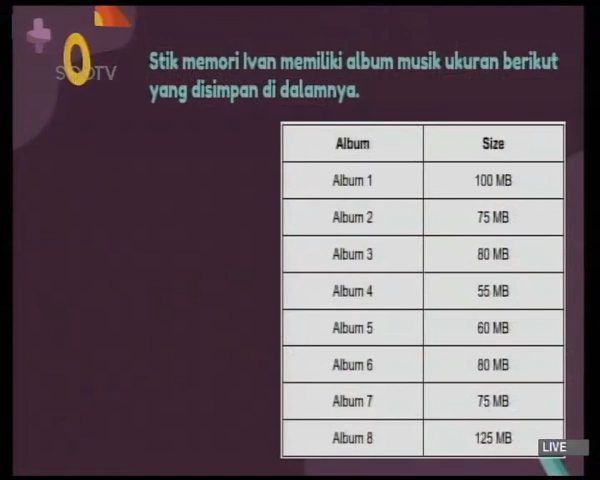 Stik memori Ivan memiliki album musik ukuran berikut
yang disimpan di dalamnya.
Album Size
Album 1 100 MB
Album 2 75 MB
Album 3 80 MB
Album 4 55 MB
Album 5 60 MB
Album 6 80 MB
Album 7 75 MB
Album 8 125 MB
LIVE